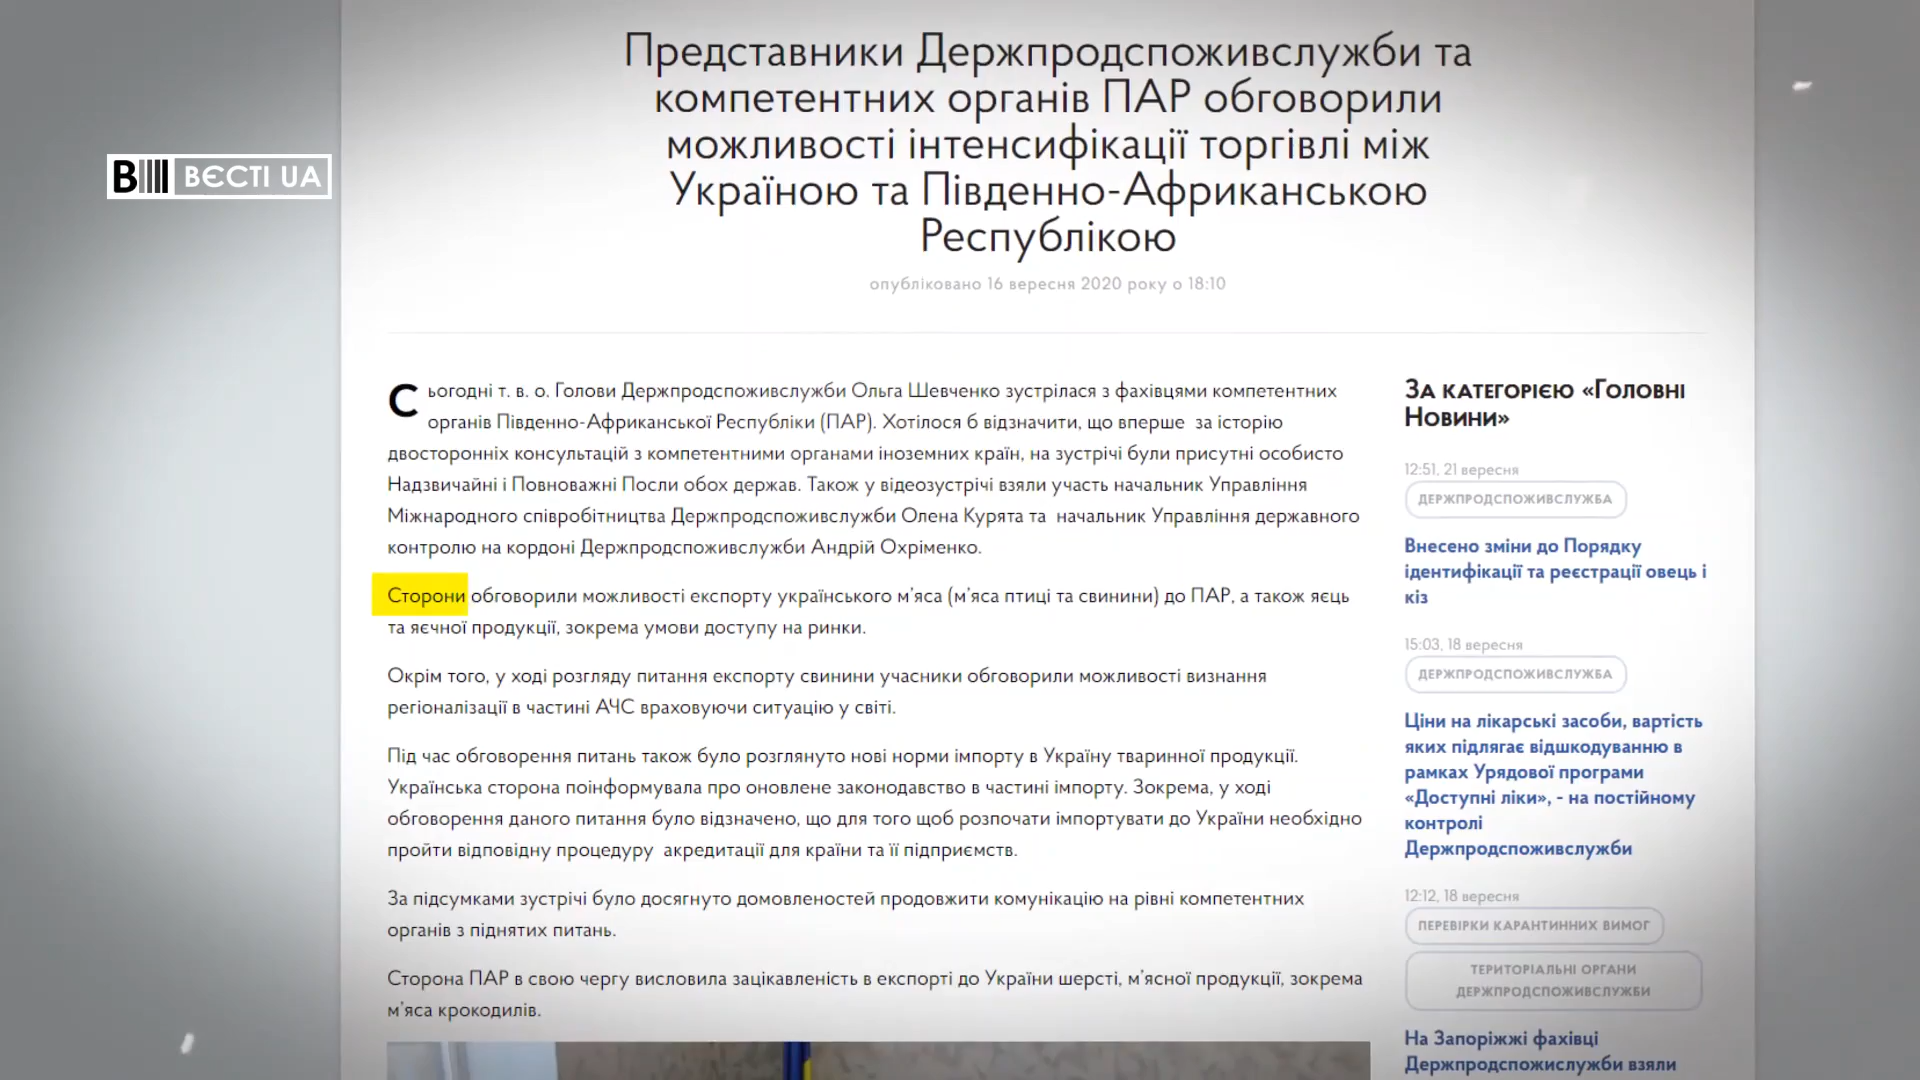 Представники Держпродспоживслужби та
компетентних органів ПАР обговорили
можливості інтенсифікації торгівлі між
Україною та Південно-Африканською
Республікою
ВЄСТІ UA
опубліковано 16 вересня 2020 року о 18:10
Сьогодні т. в. о. Голови Держпродспоживслужби Ольга Шевченко зустрілася з фахівцями компетентних
органів Південно-Африканської Республіки (ПАР). Хотілося б відзначити, що вперше за історію
двосторонніх консультацій з компетентними органами іноземних країн, на зустрічі були присутні особисто
Надзвичайні і Повноважні Посли обох держав. Також у відеозустрічі взяли участь начальник Управління
Міжнародного співробітництва Держпродспоживслужби Олена Курята та начальник Управління державного
контролю на кордоні Держпродспоживслужби Андрій Охріменко.
Сторони обговорили можливості експорту українського м’яса (м’яса птиці та свинини) до ПАР, а також яєць
та яєчної продукції, зокрема умови доступу на ринки.
Окрім того, у ході розгляду питання експорту свинини учасники обговорили можливості визнання
регіоналізації в частині АЧС враховуючи ситуацію у світі.
Під час обговорення питань також було розглянуто нові норми імпорту в Україну тваринної продукції.
Українська сторона поінформувала про оновлене законодавство в частині імпорту. Зокрема, у ході
обговорення даного питання було відзначено, що для того щоб розпочати імпортувати до України необхідно
пройти відповідну процедуру акредитації для країни та її підприємств.
За підсумками зустрічі було досягнуто домовленостей продовжити комунікацію на рівні компетентних
органів з піднятих питань.
Сторона ПАР в свою чергу висловила зацікавленість в експорті до України шерсті, м’ясної продукції, зокрема
м’яса крокодилів.
За категорією «Головні
Новини»
12:51, 21 вересня
ДЕРЖПРОДСПОЖИВСЛУЖБА
Внесено зміни до Порядку
ідентифікації та реєстрації овець і
кіз
15:03, 18 вересня
ДЕРЖПРОДСПОЖИВСЛУЖБА
Ціни на лікарські засоби, вартість
яких підлягає відшкодуванню в
рамках Урядової програми
«Доступні ліки», - на постійному
контролі
Держпродспоживслужби
12:12, 18 вересня
ПЕРЕВІРКИ КАРАНТИННИХ ВИМОГ
ТЕРИТОРІАЛЬНІ ОРГАНИ
ДЕРЖПРОДСПОЖИВСЛУЖБИ
На Запоріжжі фахівці
Держпродспожислужби взяли